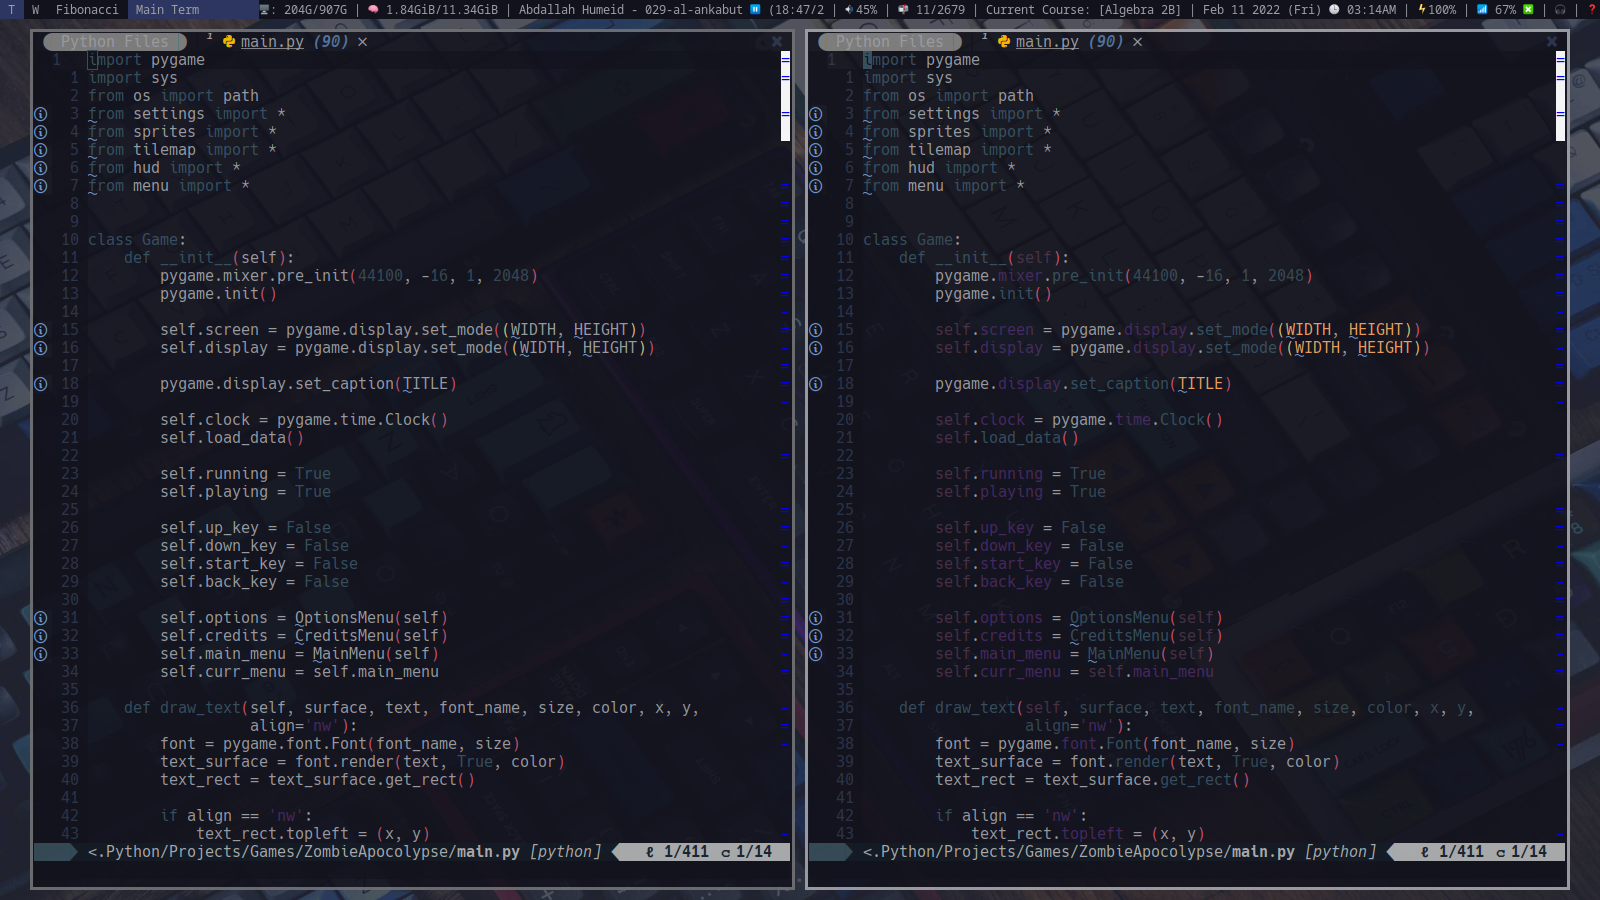 T W Fibonacci Main Term : 204G/907G | 1.84GiB/11.34GiB | Abdallah Humeid - 029-al-ankabut (18:47/2 | 45% | 11/2679 | Current Course: [Algebra 2B] | Feb 11 2022 (Fri) 03:14AM | 100% | 67% | | ?
Python Files 1 main.py (90) ×
1 import pygame
1 import sys
2 from os import path
3 from settings import *
4 from sprites import *
5 from tilemap import *
6 from hud import *
7 from menu import *
8
9
10 class Game:
11 def __init__(self):
12 pygame.mixer.pre_init(44100, -16, 1, 2048)
13 pygame.init()
14
15 self.screen = pygame.display.set_mode((WIDTH, HEIGHT))
16 self.display = pygame.display.set_mode((WIDTH, HEIGHT))
17
18 pygame.display.set_caption(TITLE)
19
20 self.clock = pygame.time.Clock()
21 self.load_data()
22
23 self.running = True
24 self.playing = True
25
26 self.up_key = False
27 self.down_key = False
28 self.start_key = False
29 self.back_key = False
30
31 self.options = OptionsMenu(self)
32 self.credits = CreditsMenu(self)
33 self.main_menu = MainMenu(self)
34 self.curr_menu = self.main_menu
35
36 def draw_text(self, surface, text, font_name, size, color, x, y,
37 align='nw'):
38 font = pygame.font.Font(font_name, size)
39 text_surface = font.render(text, True, color)
40 text_rect = text_surface.get_rect()
41
42 if align == 'nw':
43 text_rect.topleft = (x, y)
<.Python/Projects/Games/ZombieApocolypse/main.py [python] ℓ 1/411 c 1/14
Python Files 1 main.py (90) ×
1 import pygame
1 import sys
2 from os import path
3 from settings import *
4 from sprites import *
5 from tilemap import *
6 from hud import *
7 from menu import *
8
9
10 class Game:
11 def __init__(self):
12 pygame.mixer.pre_init(44100, -16, 1, 2048)
13 pygame.init()
14
15 self.screen = pygame.display.set_mode((WIDTH, HEIGHT))
16 self.display = pygame.display.set_mode((WIDTH, HEIGHT))
17
18 pygame.display.set_caption(TITLE)
19
20 self.clock = pygame.time.Clock()
21 self.load_data()
22
23 self.running = True
24 self.playing = True
25
26 self.up_key = False
27 self.down_key = False
28 self.start_key = False
29 self.back_key = False
30
31 self.options = OptionsMenu(self)
32 self.credits = CreditsMenu(self)
33 self.main_menu = MainMenu(self)
34 self.curr_menu = self.main_menu
35
36 def draw_text(self, surface, text, font_name, size, color, x, y,
37 align='nw'):
38 font = pygame.font.Font(font_name, size)
39 text_surface = font.render(text, True, color)
40 text_rect = text_surface.get_rect()
41
42 if align == 'nw':
43 text_rect.topleft = (x, y)
<.Python/Projects/Games/ZombieApocolypse/main.py [python] ℓ 1/411 c 1/14